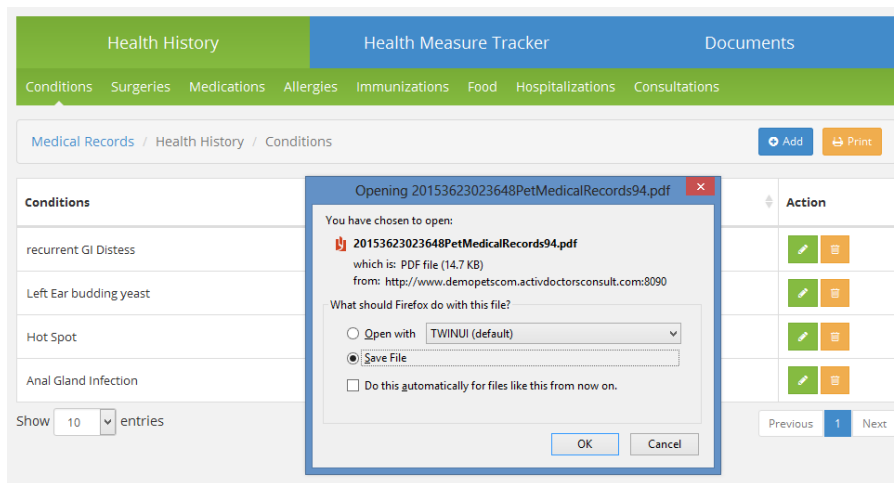 Health History Health Measure Tracker Documents
Conditions Surgeries Medications Allergies Immunizations Food Hospitalizations Consultations
Medical Records / Health History / Conditions Add Print
Opening 20153623023648PetMedicalRecords94.pdf
Conditions Action
You have chosen to open:
20153623023648PetMedicalRecords94.pdf
recurrent GI Distess
which is: PDF file (14.7 KB)
from: http://www.demopetscom.activdoctorsconsult.com:8090
Left Ear budding yeast
What should Firefox do with this file?
Open with TWINUI (default)
Hot Spot
Save File
Anal Gland Infection
Do this automatically for files like this from now on.
Show 10 entries
Previous 1 Next
OK Cancel